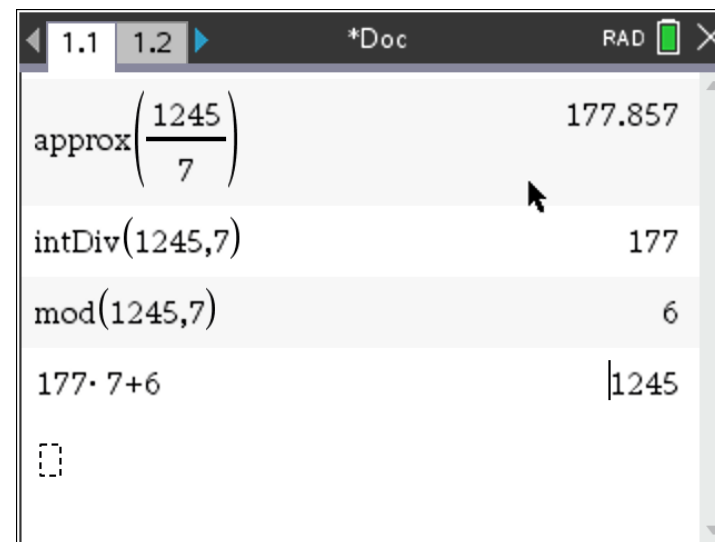 1.1 1.2 *Doc RAD
approx(1245/7) 177.857
intDiv(1245,7) 177
mod(1245,7) 6
177· 7+6 1245